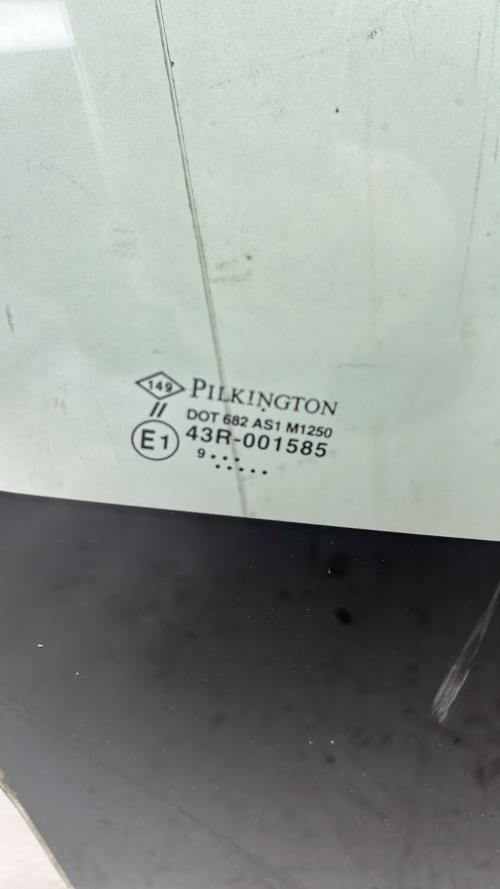 149 PILKINGTON
// DOT 682 AS1 M1250
E1 43R-001585
9 . . .
. . . . . .